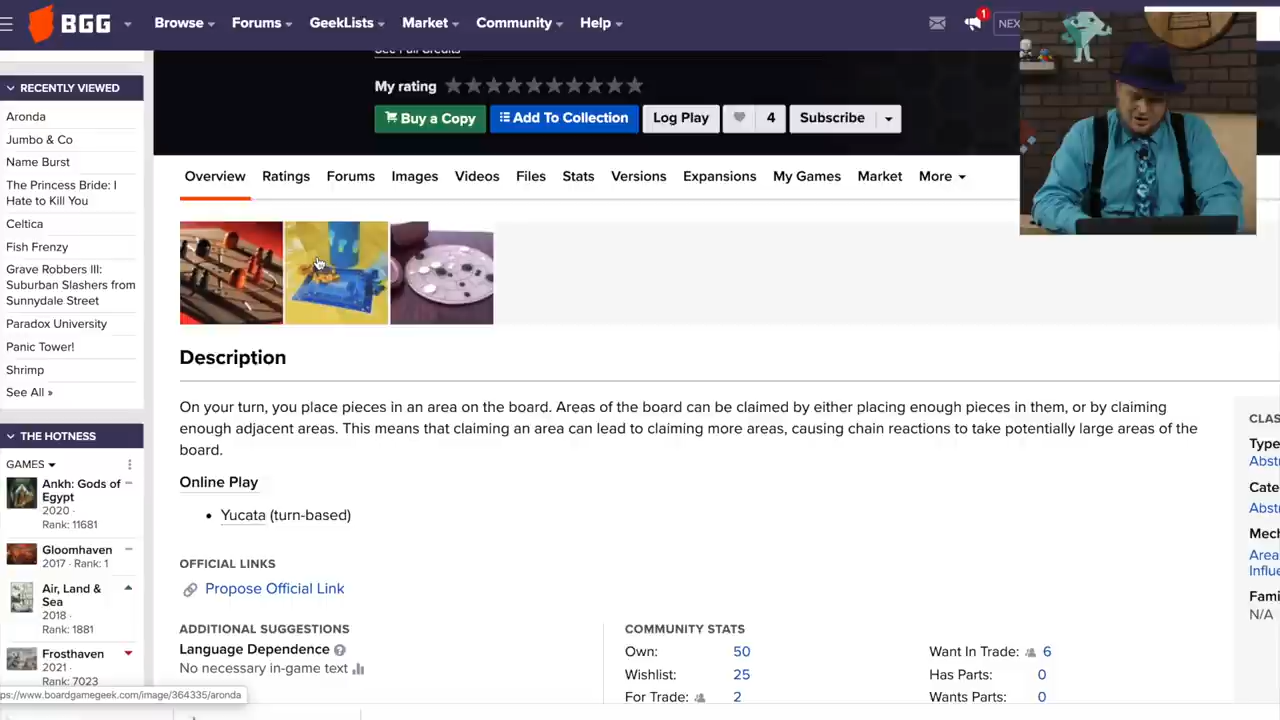 BGG
Browse
Forums
GeekLists
Market
Community
Help
1
NEX
See Full Credits
My rating
Buy a Copy
Add To Collection
Log Play
4
Subscribe
RECENTLY VIEWED
Aronda
Jumbo & Co
Name Burst
The Princess Bride: I
Hate to Kill You
Celtica
Fish Frenzy
Grave Robbers III:
Suburban Slashers from
Sunnydale Street
Paradox University
Panic Tower!
Shrimp
See All »
THE HOTNESS
GAMES
Ankh: Gods of
Egypt
2020 ·
Rank: 11681
Gloomhaven
2017 · Rank: 1
Air, Land &
Sea
2018 ·
Rank: 1881
Frosthaven
2021 ·
Rank: 7023
ps://www.boardgamegeek.com/image/364335/aronda
Overview
Ratings
Forums
Images
Videos
Files
Stats
Versions
Expansions
My Games
Market
More
Description
On your turn, you place pieces in an area on the board. Areas of the board can be claimed by either placing enough pieces in them, or by claiming
enough adjacent areas. This means that claiming an area can lead to claiming more areas, causing chain reactions to take potentially large areas of the
board.
Online Play
• Yucata (turn-based)
OFFICIAL LINKS
Propose Official Link
ADDITIONAL SUGGESTIONS
Language Dependence
No necessary in-game text
COMMUNITY STATS
Own: 50
Wishlist: 25
For Trade: 2
Want In Trade: 6
Has Parts: 0
Wants Parts: 0
CLAS
Type
Abstr
Cate
Abstr
Mech
Area
Influe
Fami
N/A